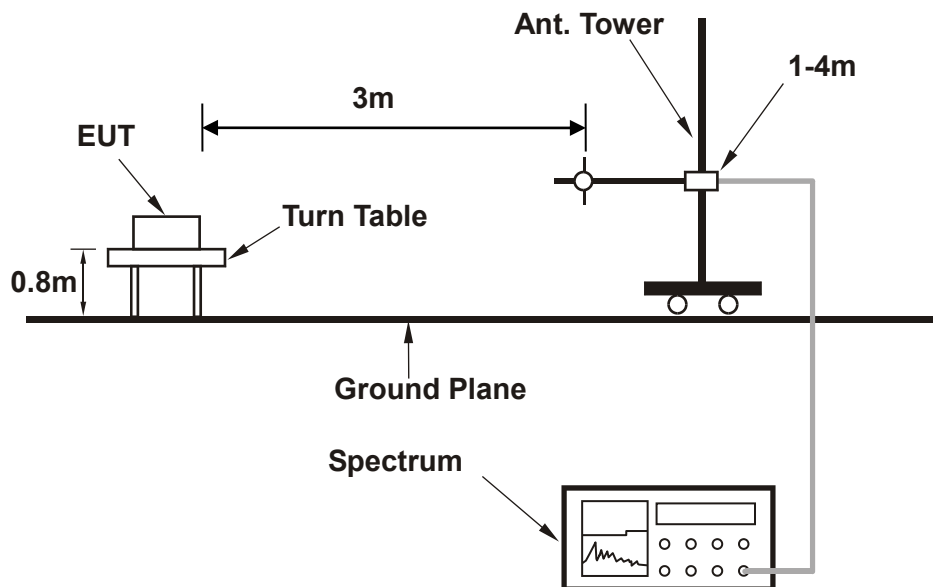 Ant. Tower
1-4m
3m
EUT
Turn Table
0.8m
Ground Plane
Spectrum